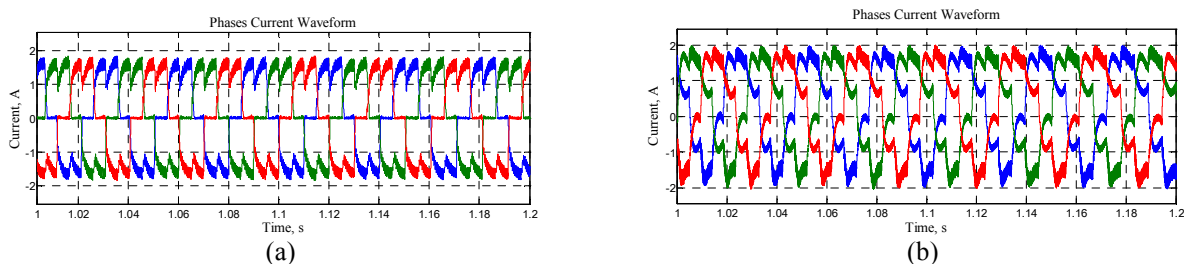 Phases Current Waveform
2
1
0
-1
-2
Current, A
1 1.02 1.04 1.06 1.08 1.1 1.12 1.14 1.16 1.18 1.2
Time, s
(a)
Phases Current Waveform
2
1
0
-1
-2
Current, A
1 1.02 1.04 1.06 1.08 1.1 1.12 1.14 1.16 1.18 1.2
Time, s
(b)